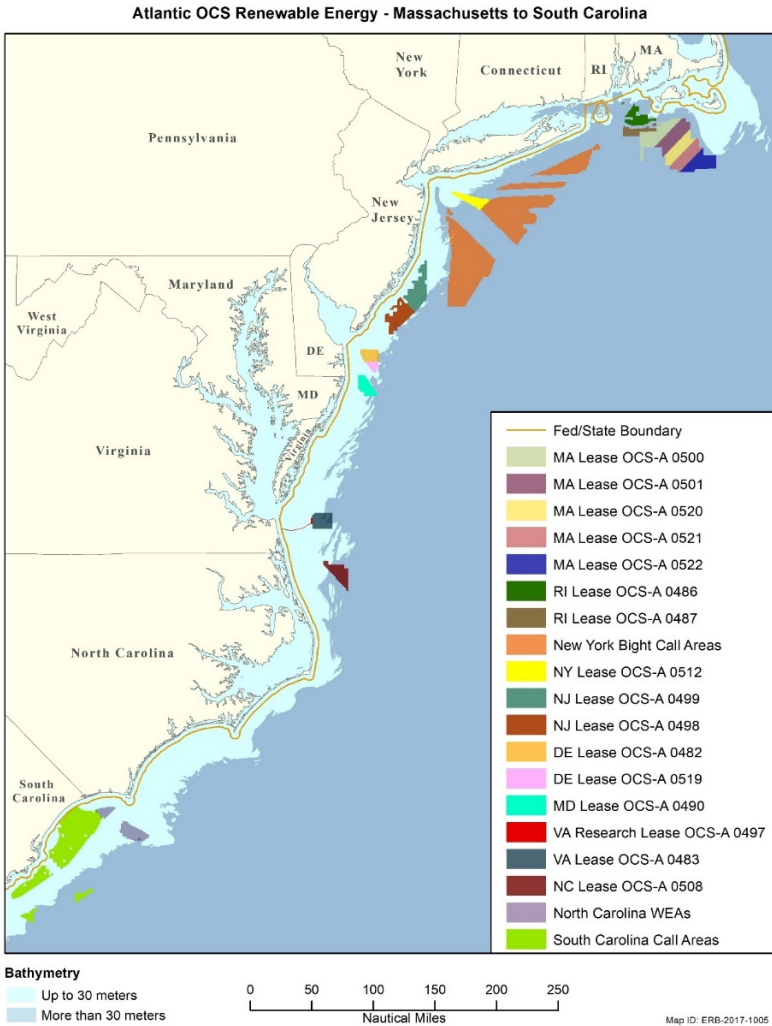 Atlantic OCS Renewable Energy - Massachusetts to South Carolina
MA
New
York
Connecticut
RI
Pennsylvania
New
Jersey
Maryland
West
Virginia
DE
MD
Virginia
Virginia
North Carolina
South
Carolina
Fed/State Boundary
MA Lease OCS-A 0500
MA Lease OCS-A 0501
MA Lease OCS-A 0520
MA Lease OCS-A 0521
MA Lease OCS-A 0522
RI Lease OCS-A 0486
RI Lease OCS-A 0487
New York Bight Call Areas
NY Lease OCS-A 0512
NJ Lease OCS-A 0499
NJ Lease OCS-A 0498
DE Lease OCS-A 0482
DE Lease OCS-A 0519
MD Lease OCS-A 0490
VA Research Lease OCS-A 0497
VA Lease OCS-A 0483
NC Lease OCS-A 0508
North Carolina WEAs
South Carolina Call Areas
Bathymetry
Up to 30 meters
More than 30 meters
0 50 100 150 200 250
Nautical Miles
Map ID: ERB-2017-1005